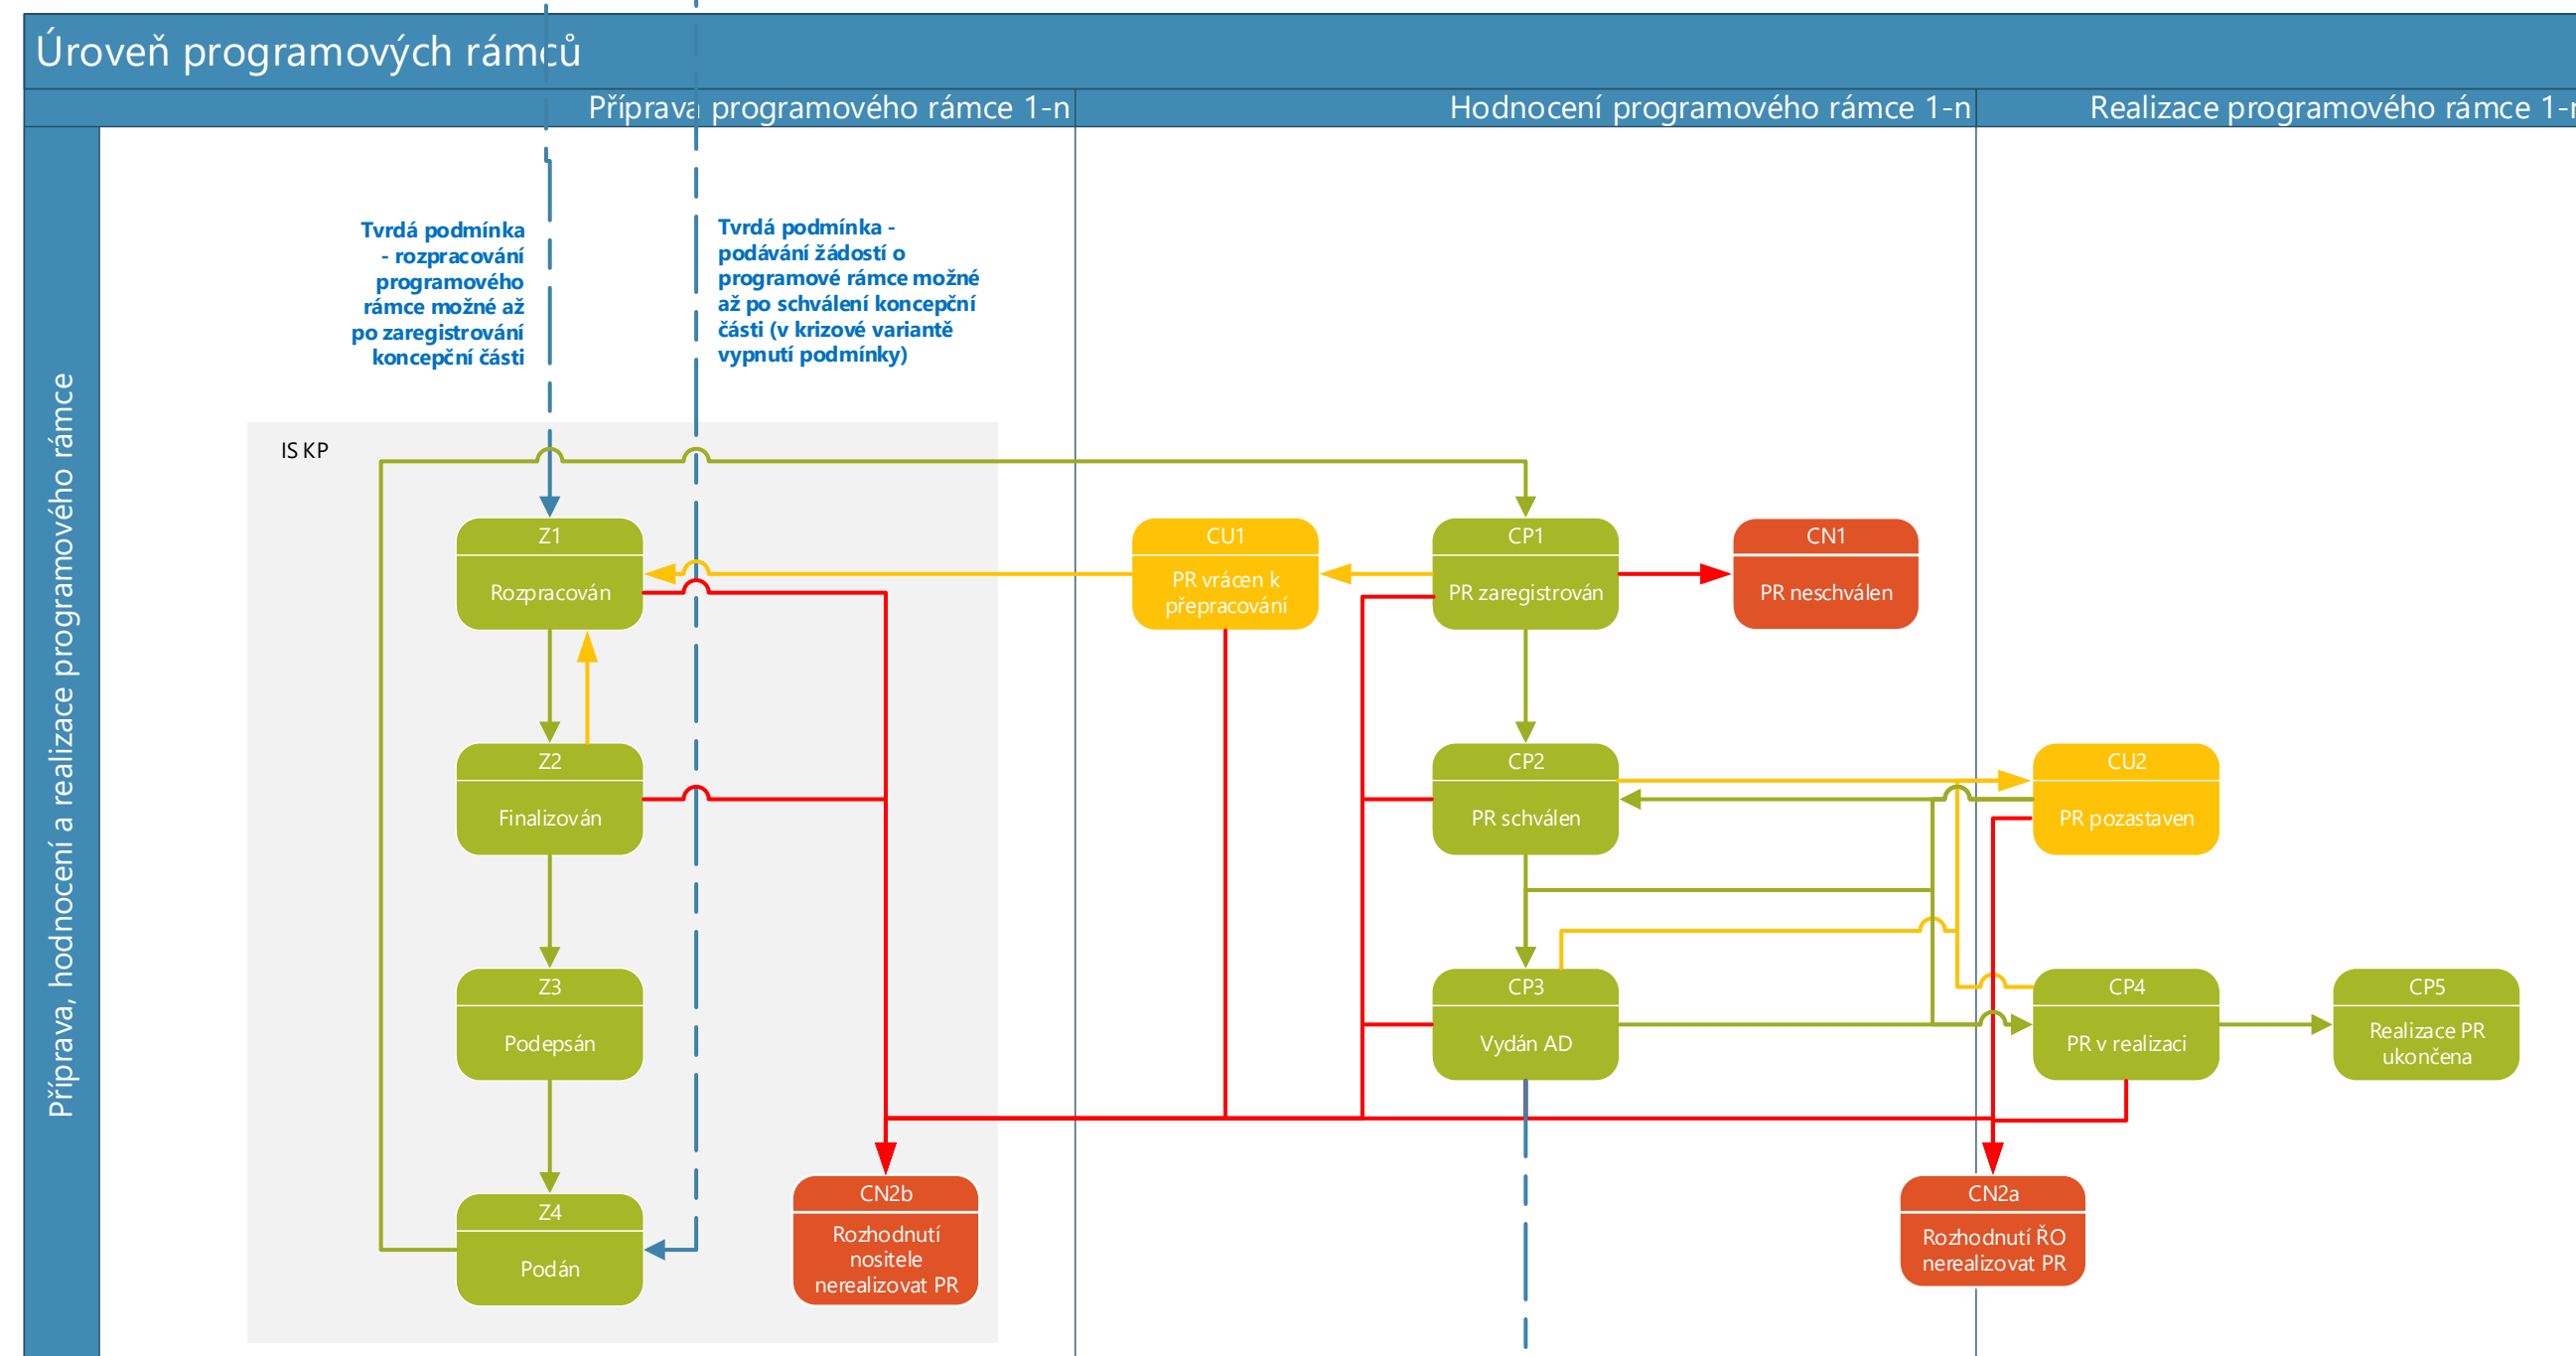 Úroveň programových rámců
Příprava programového rámce 1-n
Hodnocení programového rámce 1-n
Realizace programového rámce 1-n
Příprava, hodnocení a realizace programového rámce
Tvrdá podmínka
- rozpracování
programového
rámce možné až
po zaregistrování
koncepční části
Tvrdá podmínka -
podávání žádostí o
programové rámce možné
až po schválení koncepční
části (v krizové variantě
vypnutí podmínky)
IS KP
Z1
Rozpracován
CU1
PR vrácen k
přepracování
CP1
PR zaregistrován
CN1
PR neschválen
Z2
Finalizován
CP2
PR schválen
CU2
PR pozastaven
Z3
Podepsán
CP3
Vydán AD
CP4
PR v realizaci
CP5
Realizace PR
ukončena
Z4
Podán
CN2b
Rozhodnutí
nositele
nerealizovat PR
CN2a
Rozhodnutí ŘO
nerealizovat PR